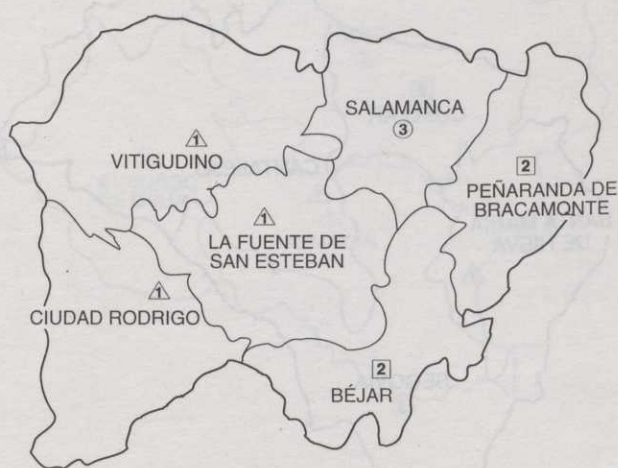 SALAMANCA
3
1
VITIGUDINO
2
PEÑARANDA DE
BRACAMONTE
1
LA FUENTE DE
SAN ESTEBAN
1
CIUDAD RODRIGO
2
BÉJAR